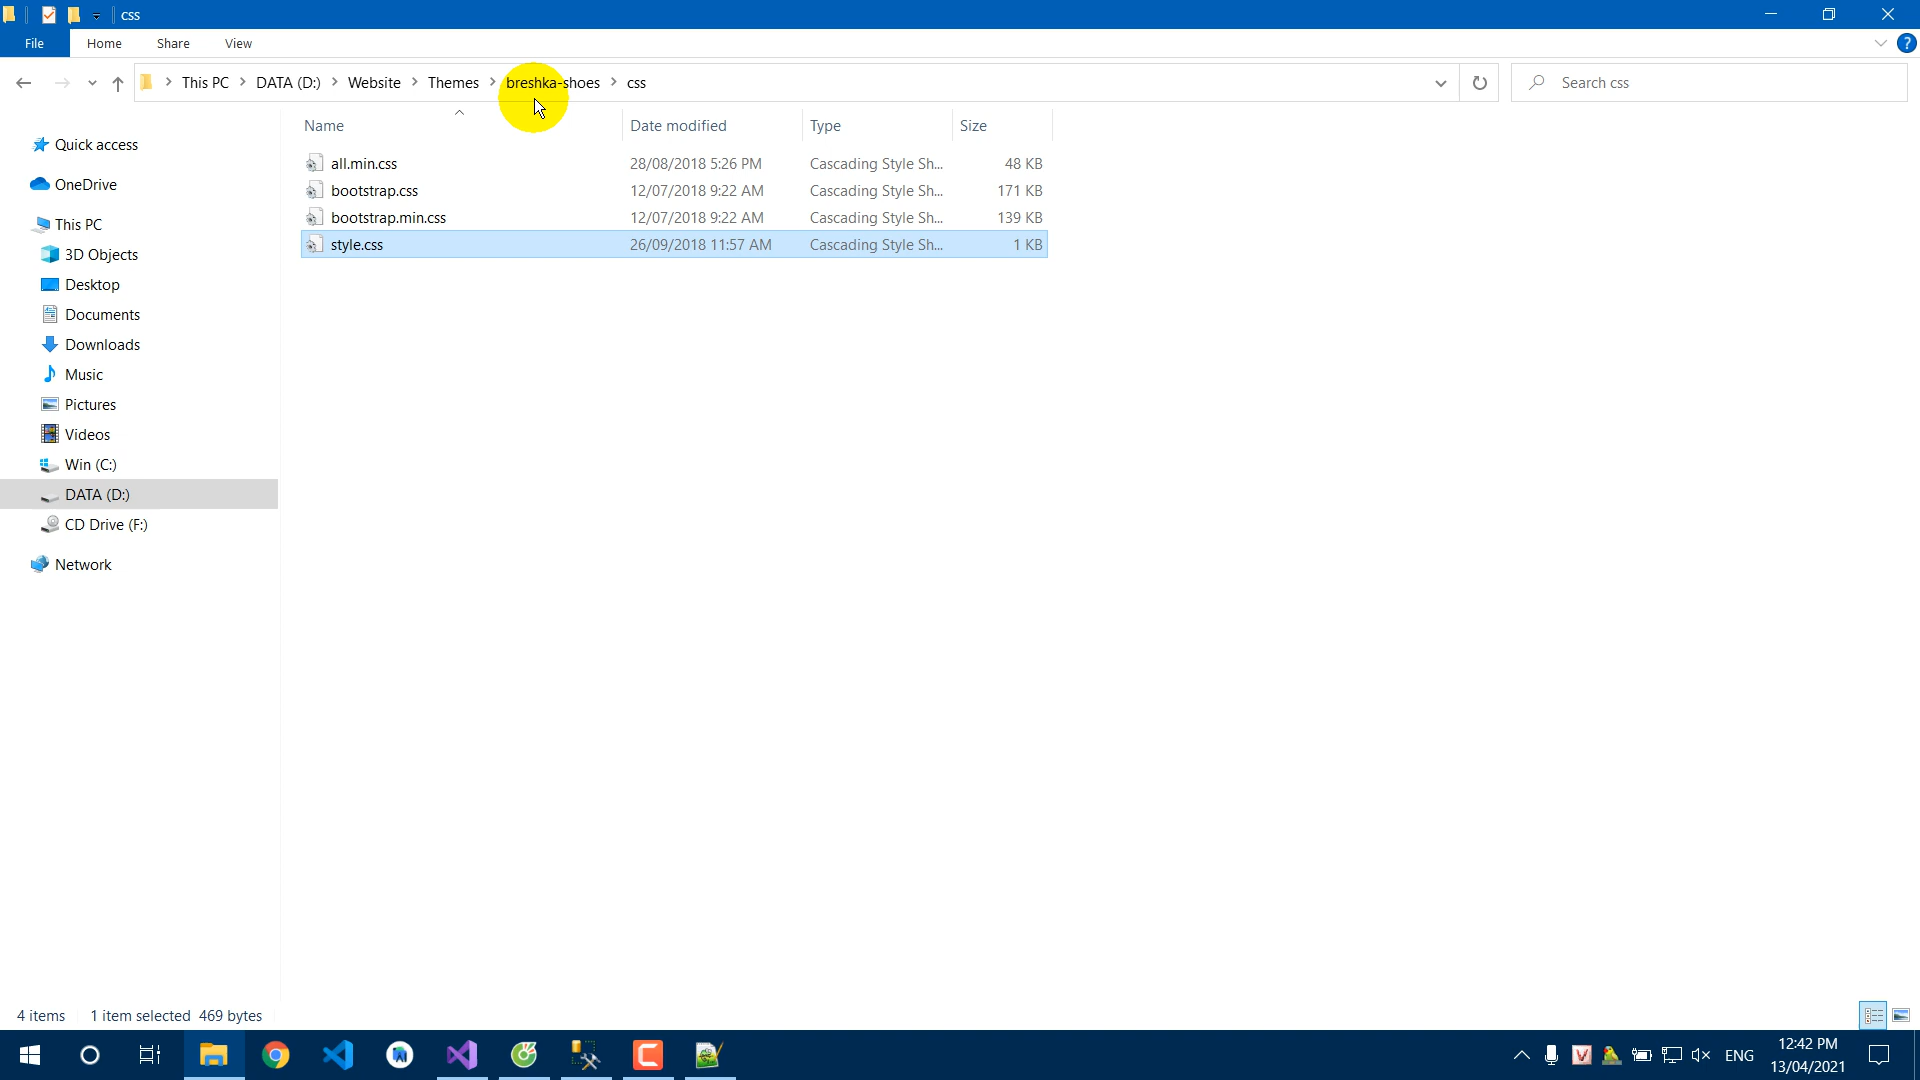 css
File Home Share View
This PC DATA (D:) Website Themes breshka-shoes css Search css
Name Date modified Type Size
all.min.css 28/08/2018 5:26 PM Cascading Style Sh... 48 KB
bootstrap.css 12/07/2018 9:22 AM Cascading Style Sh... 171 KB
bootstrap.min.css 12/07/2018 9:22 AM Cascading Style Sh... 139 KB
style.css 26/09/2018 11:57 AM Cascading Style Sh... 1 KB
Quick access
OneDrive
This PC
3D Objects
Desktop
Documents
Downloads
Music
Pictures
Videos
Win (C:)
DATA (D:)
CD Drive (F:)
Network
4 items 1 item selected 469 bytes
ENG
12:42 PM
13/04/2021